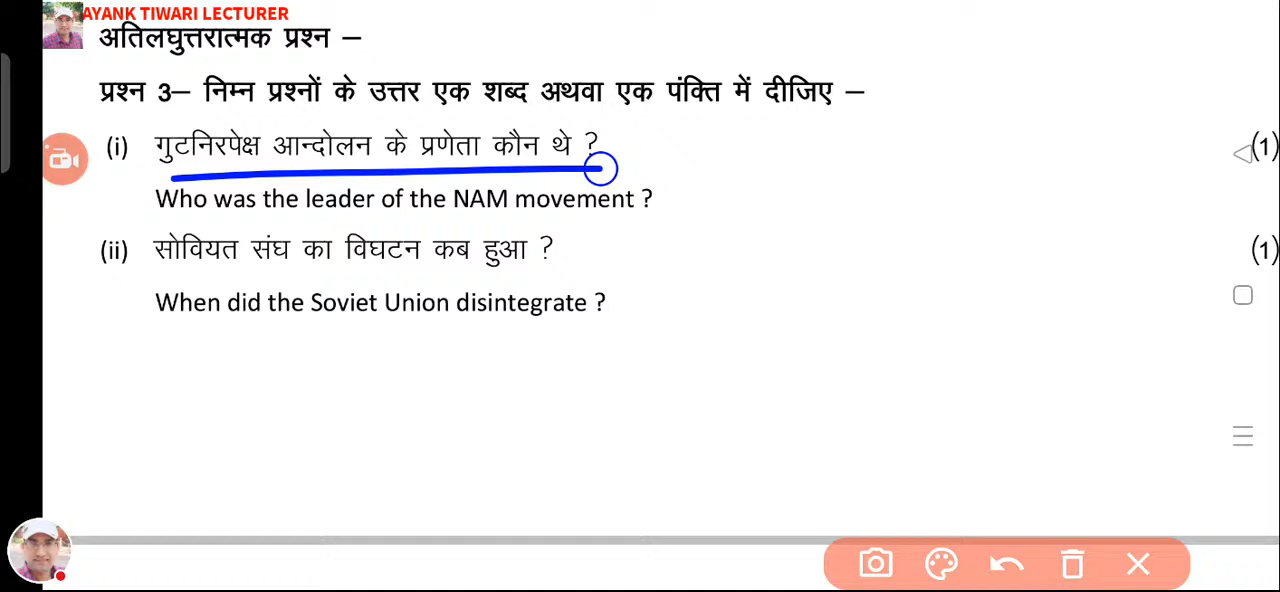 AYANK TIWARI LECTURER
अतिलघुत्तरात्मक प्रश्न –
प्रश्न 3– निम्न प्रश्नों के उत्तर एक शब्द अथवा एक पंक्ति में दीजिए –
(i) गुटनिरपेक्ष आन्दोलन के प्रणेता कौन थे ? (1)
Who was the leader of the NAM movement ?
(ii) सोवियत संघ का विघटन कब हुआ ? (1)
When did the Soviet Union disintegrate ?